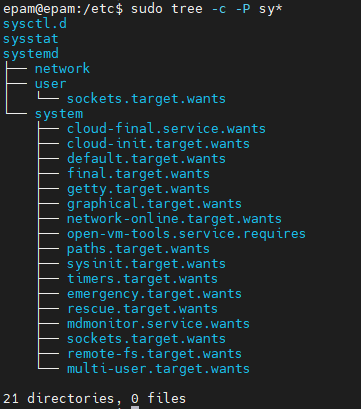 epam@epam:/etc$ sudo tree -c -P sy*
sysctl.d
sysstat
systemd
├── network
├── user
│   └── sockets.target.wants
└── system
    ├── cloud-final.service.wants
    ├── cloud-init.target.wants
    ├── default.target.wants
    ├── final.target.wants
    ├── getty.target.wants
    ├── graphical.target.wants
    ├── network-online.target.wants
    ├── open-vm-tools.service.requires
    ├── paths.target.wants
    ├── sysinit.target.wants
    ├── timers.target.wants
    ├── emergency.target.wants
    ├── rescue.target.wants
    ├── mdmonitor.service.wants
    ├── sockets.target.wants
    ├── remote-fs.target.wants
    └── multi-user.target.wants
21 directories, 0 files